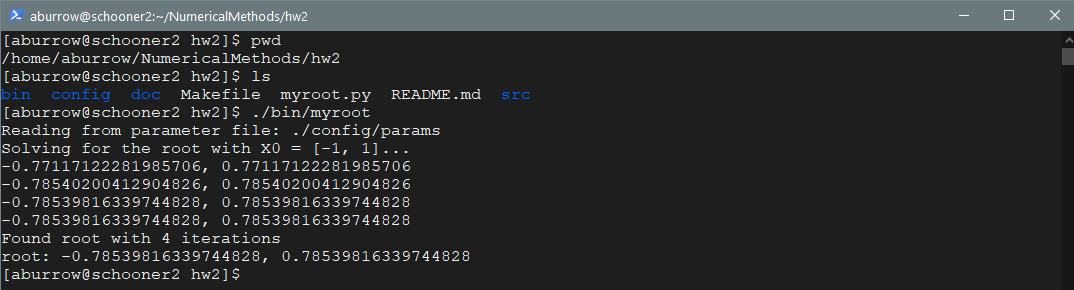 aburrow@schooner2:~/NumericalMethods/hw2
[aburrow@schooner2 hw2]$ pwd
/home/aburrow/NumericalMethods/hw2
[aburrow@schooner2 hw2]$ ls
bin  config  doc  Makefile  myroot.py  README.md  src
[aburrow@schooner2 hw2]$ ./bin/myroot
Reading from parameter file: ./config/params
Solving for the root with X0 = [-1, 1]...
-0.77117122281985706, 0.77117122281985706
-0.78540200412904826, 0.78540200412904826
-0.78539816339744828, 0.78539816339744828
-0.78539816339744828, 0.78539816339744828
Found root with 4 iterations
root: -0.78539816339744828, 0.78539816339744828
[aburrow@schooner2 hw2]$